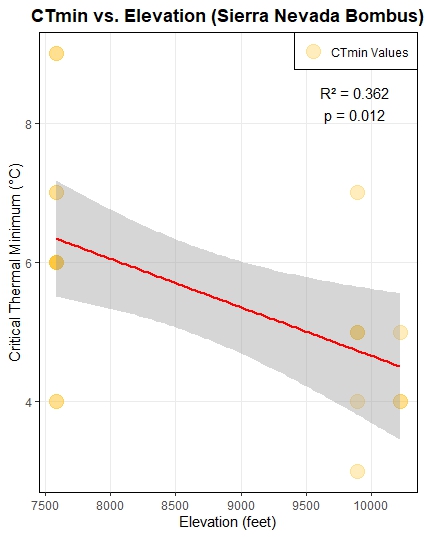 CTmin vs. Elevation (Sierra Nevada Bombus)
CTmin Values
R² = 0.362
p = 0.012
8
6
4
Critical Thermal Minimum (°C)
7500 8000 8500 9000 9500 10000
Elevation (feet)